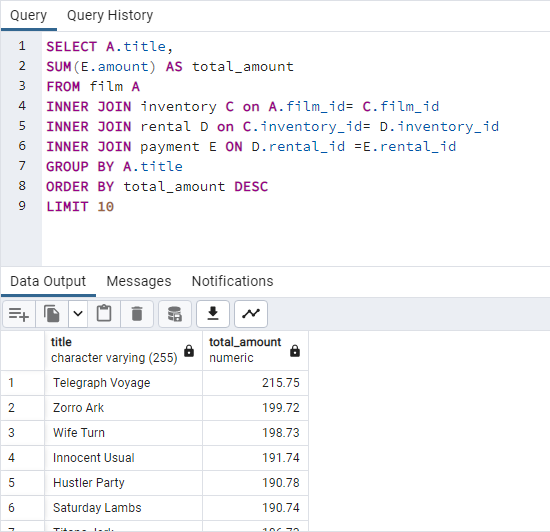 Query Query History
1 SELECT A.title,
2 SUM(E.amount) AS total_amount
3 FROM film A
4 INNER JOIN inventory C on A.film_id= C.film_id
5 INNER JOIN rental D on C.inventory_id= D.inventory_id
6 INNER JOIN payment E ON D.rental_id =E.rental_id
7 GROUP BY A.title
8 ORDER BY total_amount DESC
9 LIMIT 10
Data Output Messages Notifications
title total_amount
character varying (255) numeric
1 Telegraph Voyage 215.75
2 Zorro Ark 199.72
3 Wife Turn 198.73
4 Innocent Usual 191.74
5 Hustler Party 190.78
6 Saturday Lambs 190.74